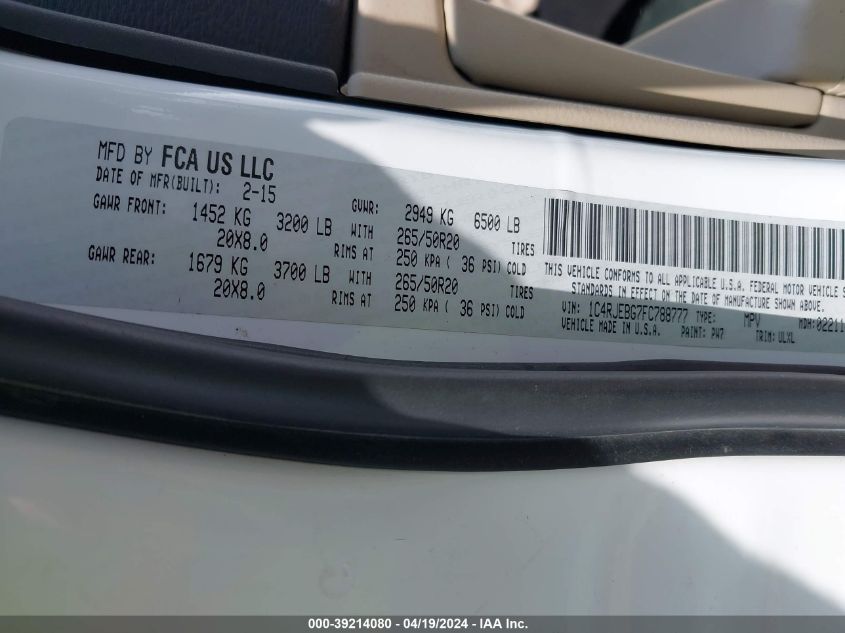 MFD BY FCA US LLC
DATE OF MFR(BUILT): 2-15
GAWR FRONT: 1452 KG 3200 LB WITH 265/50R20 TIRES
20X8.0 RIMS AT 250 KPA ( 36 PSI) COLD
GAWR REAR: 1679 KG 3700 LB WITH 265/50R20 TIRES
20X8.0 RIMS AT 250 KPA ( 36 PSI) COLD
GVWR: 2949 KG 6500 LB
THIS VEHICLE CONFORMS TO ALL APPLICABLE U.S.A. FEDERAL MOTOR VEHICLE S
STANDARDS IN EFFECT ON THE DATE OF MANUFACTURE SHOWN ABOVE.
VIN: 1C4RJEBG7FC788777 TYPE: MPV MDH:02211
VEHICLE MADE IN U.S.A. PAINT: PW7 TRIM: ULXL
000-39214080 - 04/19/2024 - IAA Inc.